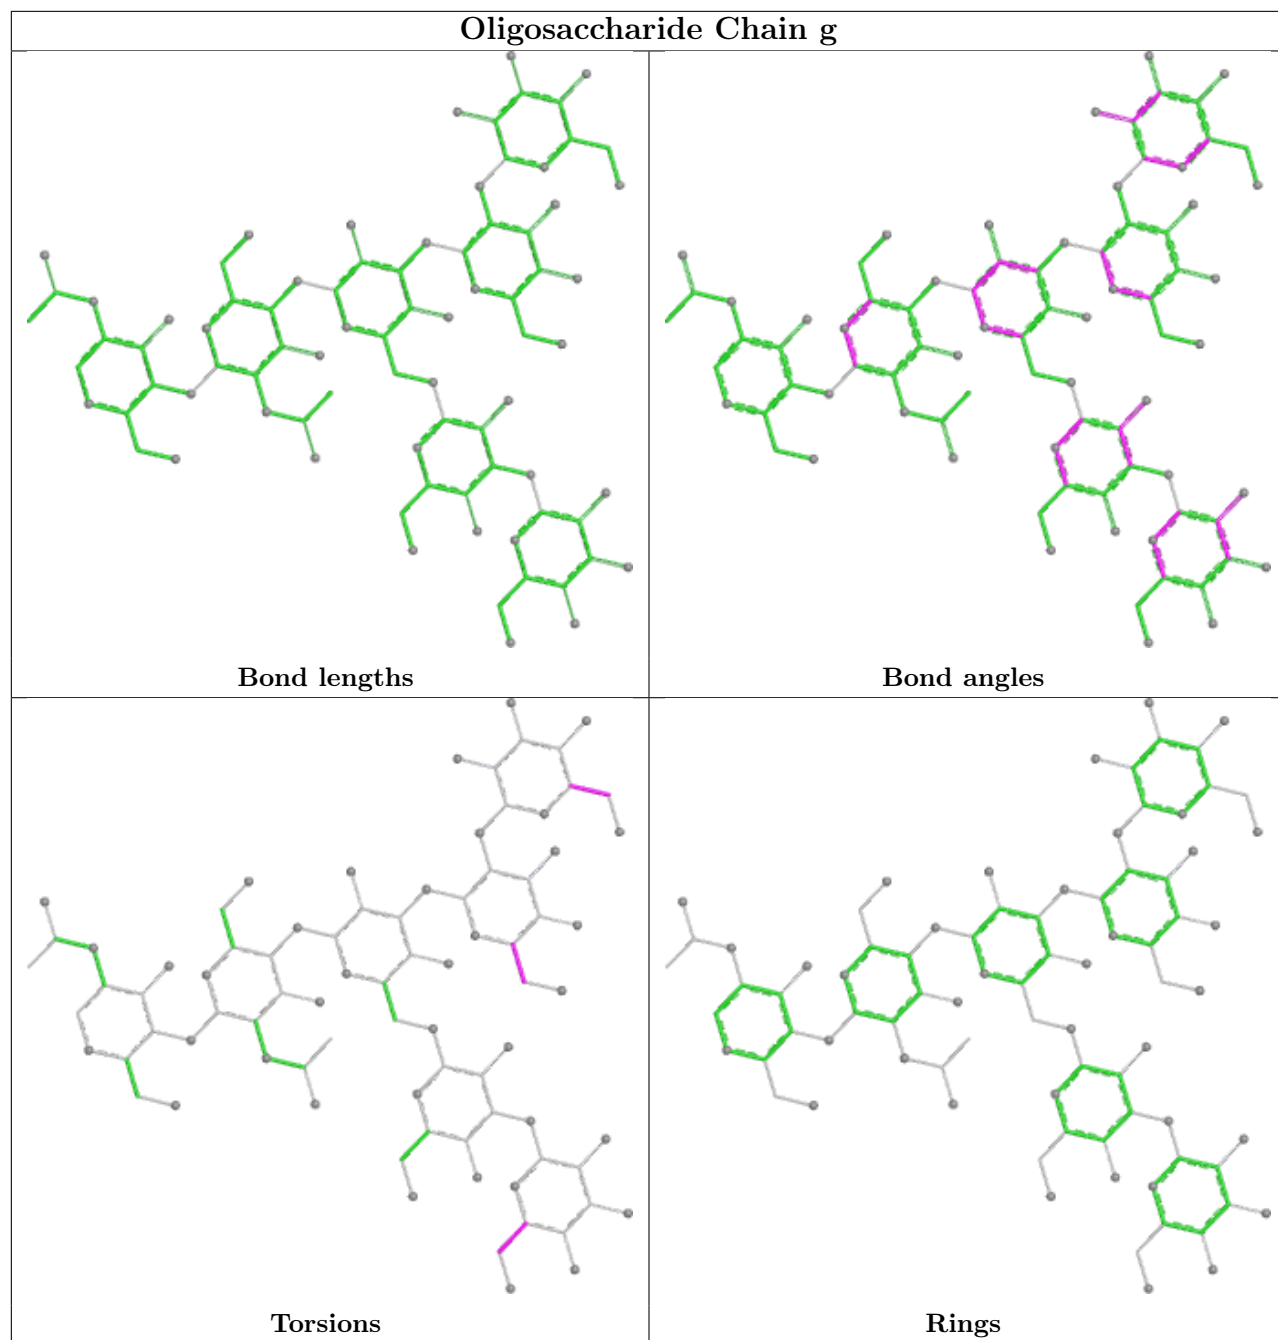 Oligosaccharide Chain g
Bond lengths
Bond angles
Torsions
Rings